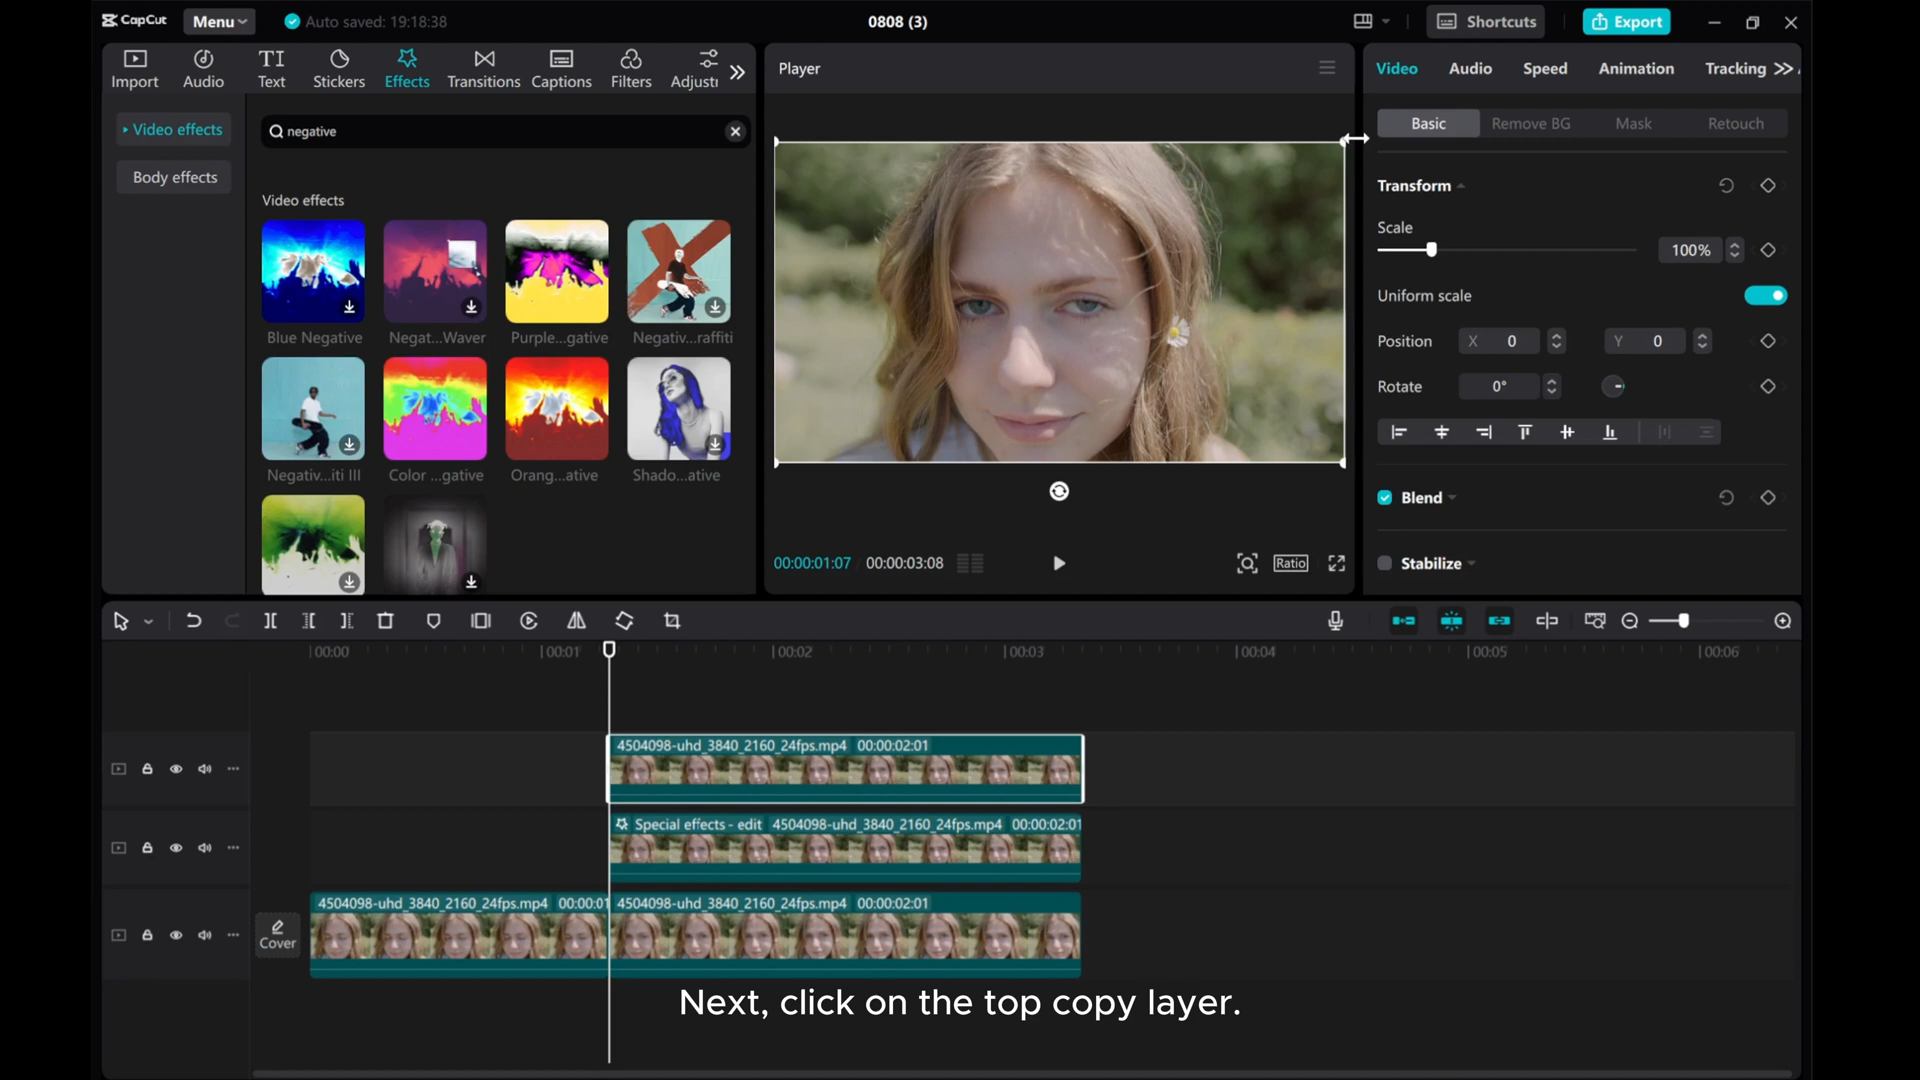 CapCut
Menu
Auto saved: 19:18:38
0808 (3)
Shortcuts
Export
Import
Audio
TI
Text
Stickers
Effects
Transitions
Captions
Filters
Adjustr
Player
Video
Audio
Speed
Animation
Tracking
Video effects
Body effects
negative
Basic
Remove BG
Mask
Retouch
Video effects
Transform
Scale
100%
Uniform scale
Position
X 0
Y 0
Rotate
0°
Blue Negative
Negat...Waver
Purple...gative
Negativ...raffiti
Negativ...iti III
Color ...gative
Orang...ative
Shado...ative
Blend
Stabilize
00:00:01:07
00:00:03:08
Ratio
00:00
00:01
00:02
00:03
00:04
00:05
00:06
4504098-uhd_3840_2160_24fps.mp4 00:00:02:01
Special effects - edit 4504098-uhd_3840_2160_24fps.mp4 00:00:02:01
4504098-uhd_3840_2160_24fps.mp4 00:00:01
4504098-uhd_3840_2160_24fps.mp4 00:00:02:01
Cover
Next, click on the top copy layer.